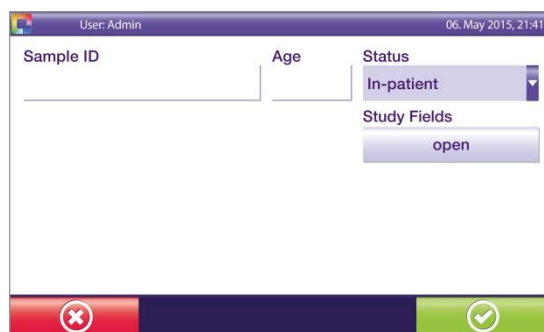 User: Admin 06. May 2015, 21:41
Sample ID Age Status
In-patient
Study Fields
open